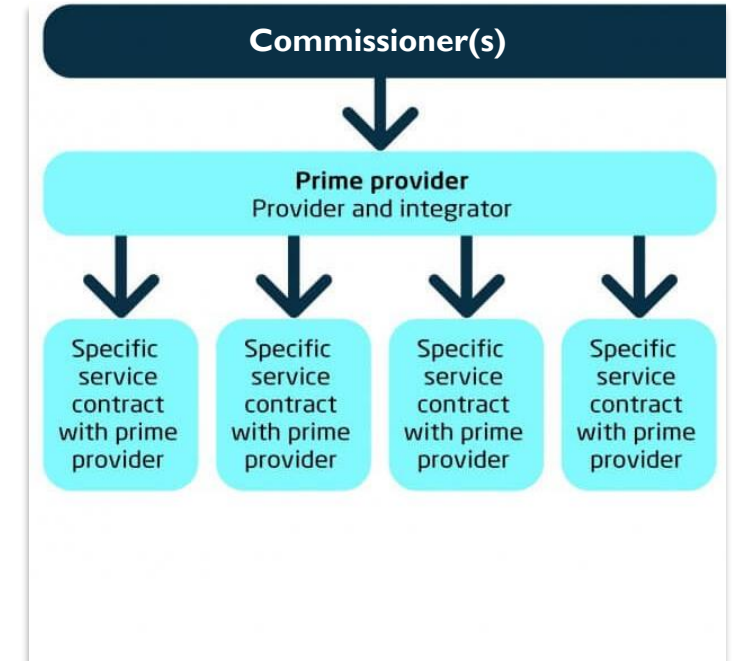 Commissioner(s)
Prime provider
Provider and integrator
Specific
service
contract
with prime
provider
Specific
service
contract
with prime
provider
Specific
service
contract
with prime
provider
Specific
service
contract
with prime
provider